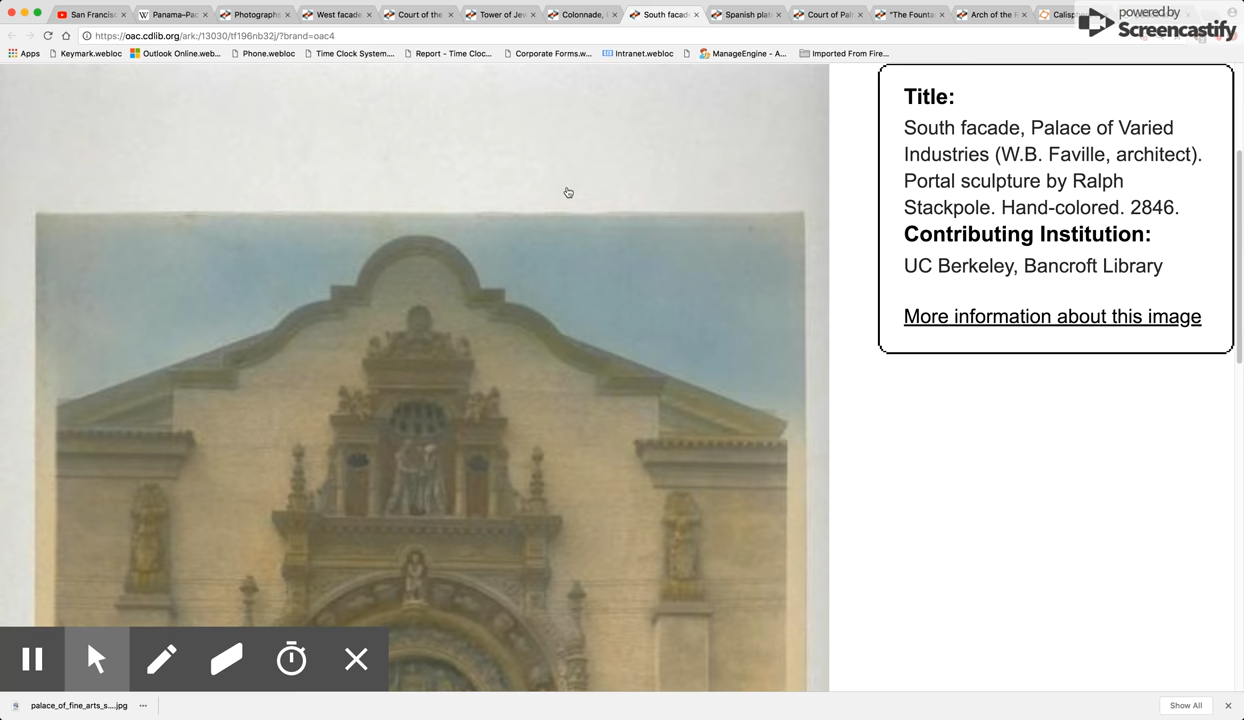 San Francisc
Panama–Pac
Photographs
West facade
Court of the
Tower of Jew
Colonnade,
South facad
Spanish plat
Court of Pal
"The Founta
Arch of the F
Calisp
powered by
Screencastify
https://oac.cdlib.org/ark:/13030/tf196nb32j/?brand=oac4
Apps
Keymark.webloc
Outlook Online.web...
Phone.webloc
Time Clock System....
Report - Time Cloc...
Corporate Forms.w...
Intranet.webloc
ManageEngine - A...
Imported From Fire...
Title:
South facade, Palace of Varied
Industries (W.B. Faville, architect).
Portal sculpture by Ralph
Stackpole. Hand-colored. 2846.
Contributing Institution:
UC Berkeley, Bancroft Library
More information about this image
palace_of_fine_arts_s....jpg
Show All